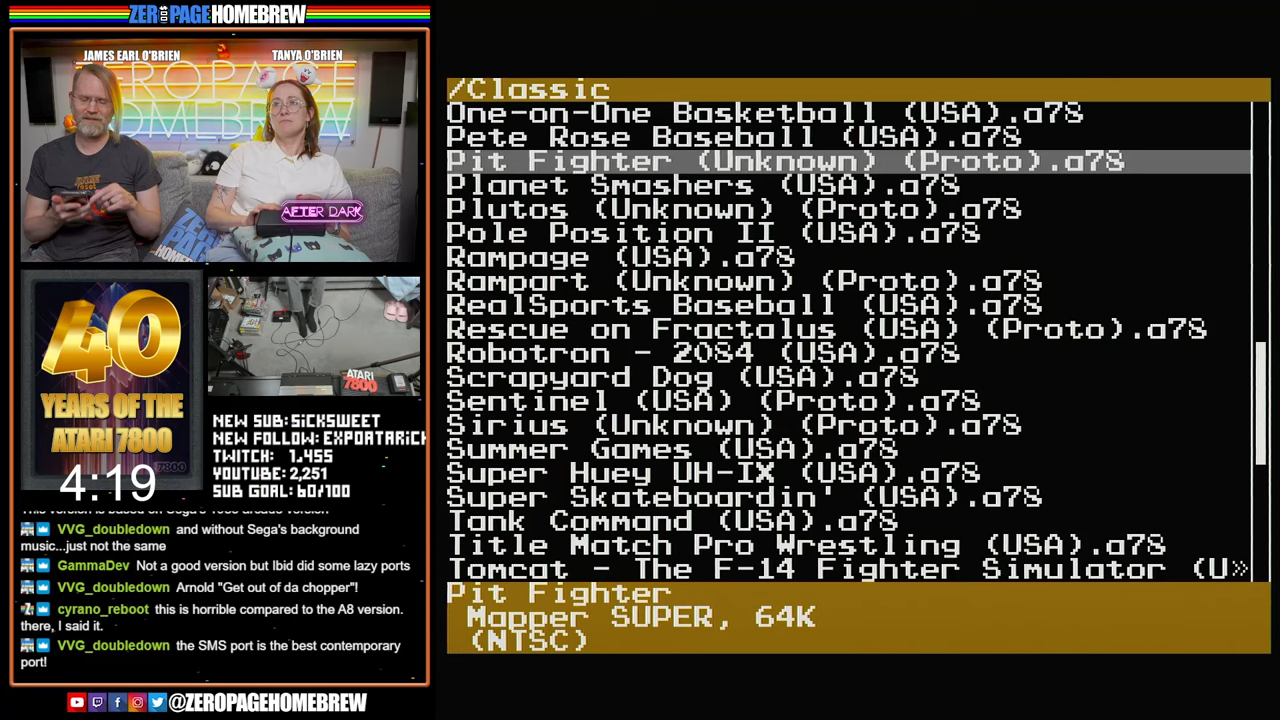 ZEROPAGE HOMEBREW
JAMES EARL O'BRIEN
TANYA O'BRIEN
AFTER DARK
40
YEARS OF THE
ATARI 7800
4:19
ATARI
7800
NEW SUB: SICKSWEET
NEW FOLLOW: EXPORTARICK
TWITCH: 1,455
YOUTUBE: 2,251
SUB GOAL: 60/100
VVG_doubledown and without Sega's background
music...just not the same
GammaDev Not a good version but Ibid did some lazy ports
VVG_doubledown Arnold "Get out of da chopper"!
cyrano_reboot this is horrible compared to the A8 version.
there, I said it.
VVG_doubledown the SMS port is the best contemporary
port!
@ZEROPAGEHOMEBREW
/Classic
One-on-One Basketball (USA).a78
Pete Rose Baseball (USA).a78
Pit Fighter (Unknown) (Proto).a78
Planet Smashers (USA).a78
Plutos (Unknown) (Proto).a78
Pole Position II (USA).a78
Rampage (USA).a78
Rampart (Unknown) (Proto).a78
RealSports Baseball (USA).a78
Rescue on Fractalus (USA) (Proto).a78
Robotron - 2084 (USA).a78
Scrapyard Dog (USA).a78
Sentinel (USA) (Proto).a78
Sirius (Unknown) (Proto).a78
Summer Games (USA).a78
Super Huey UH-IX (USA).a78
Super Skateboardin' (USA).a78
Tank Command (USA).a78
Title Match Pro Wrestling (USA).a78
Tomcat - The F-14 Fighter Simulator (U»
Pit Fighter
Mapper SUPER, 64K
(NTSC)